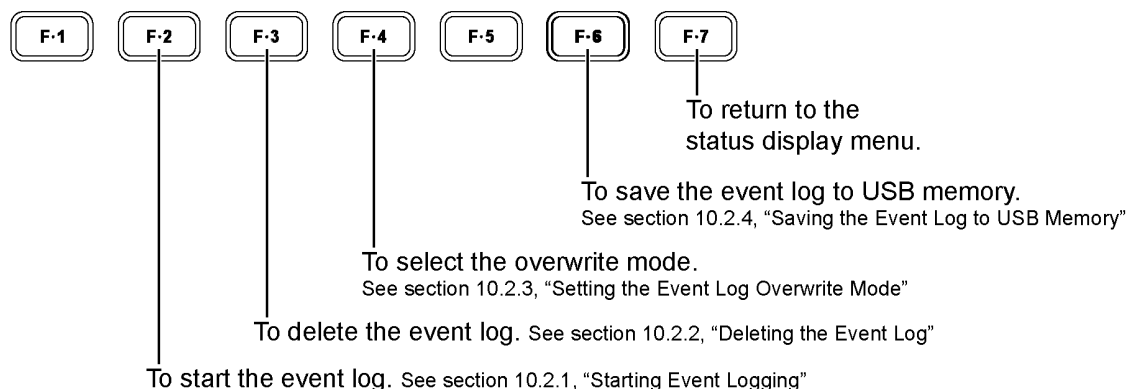 F·1 F·2 F·3 F·4 F·5 F·6 F·7
To return to the
status display menu.
To save the event log to USB memory.
See section 10.2.4, “Saving the Event Log to USB Memory”
To select the overwrite mode.
See section 10.2.3, “Setting the Event Log Overwrite Mode”
To delete the event log. See section 10.2.2, “Deleting the Event Log”
To start the event log. See section 10.2.1, “Starting Event Logging”